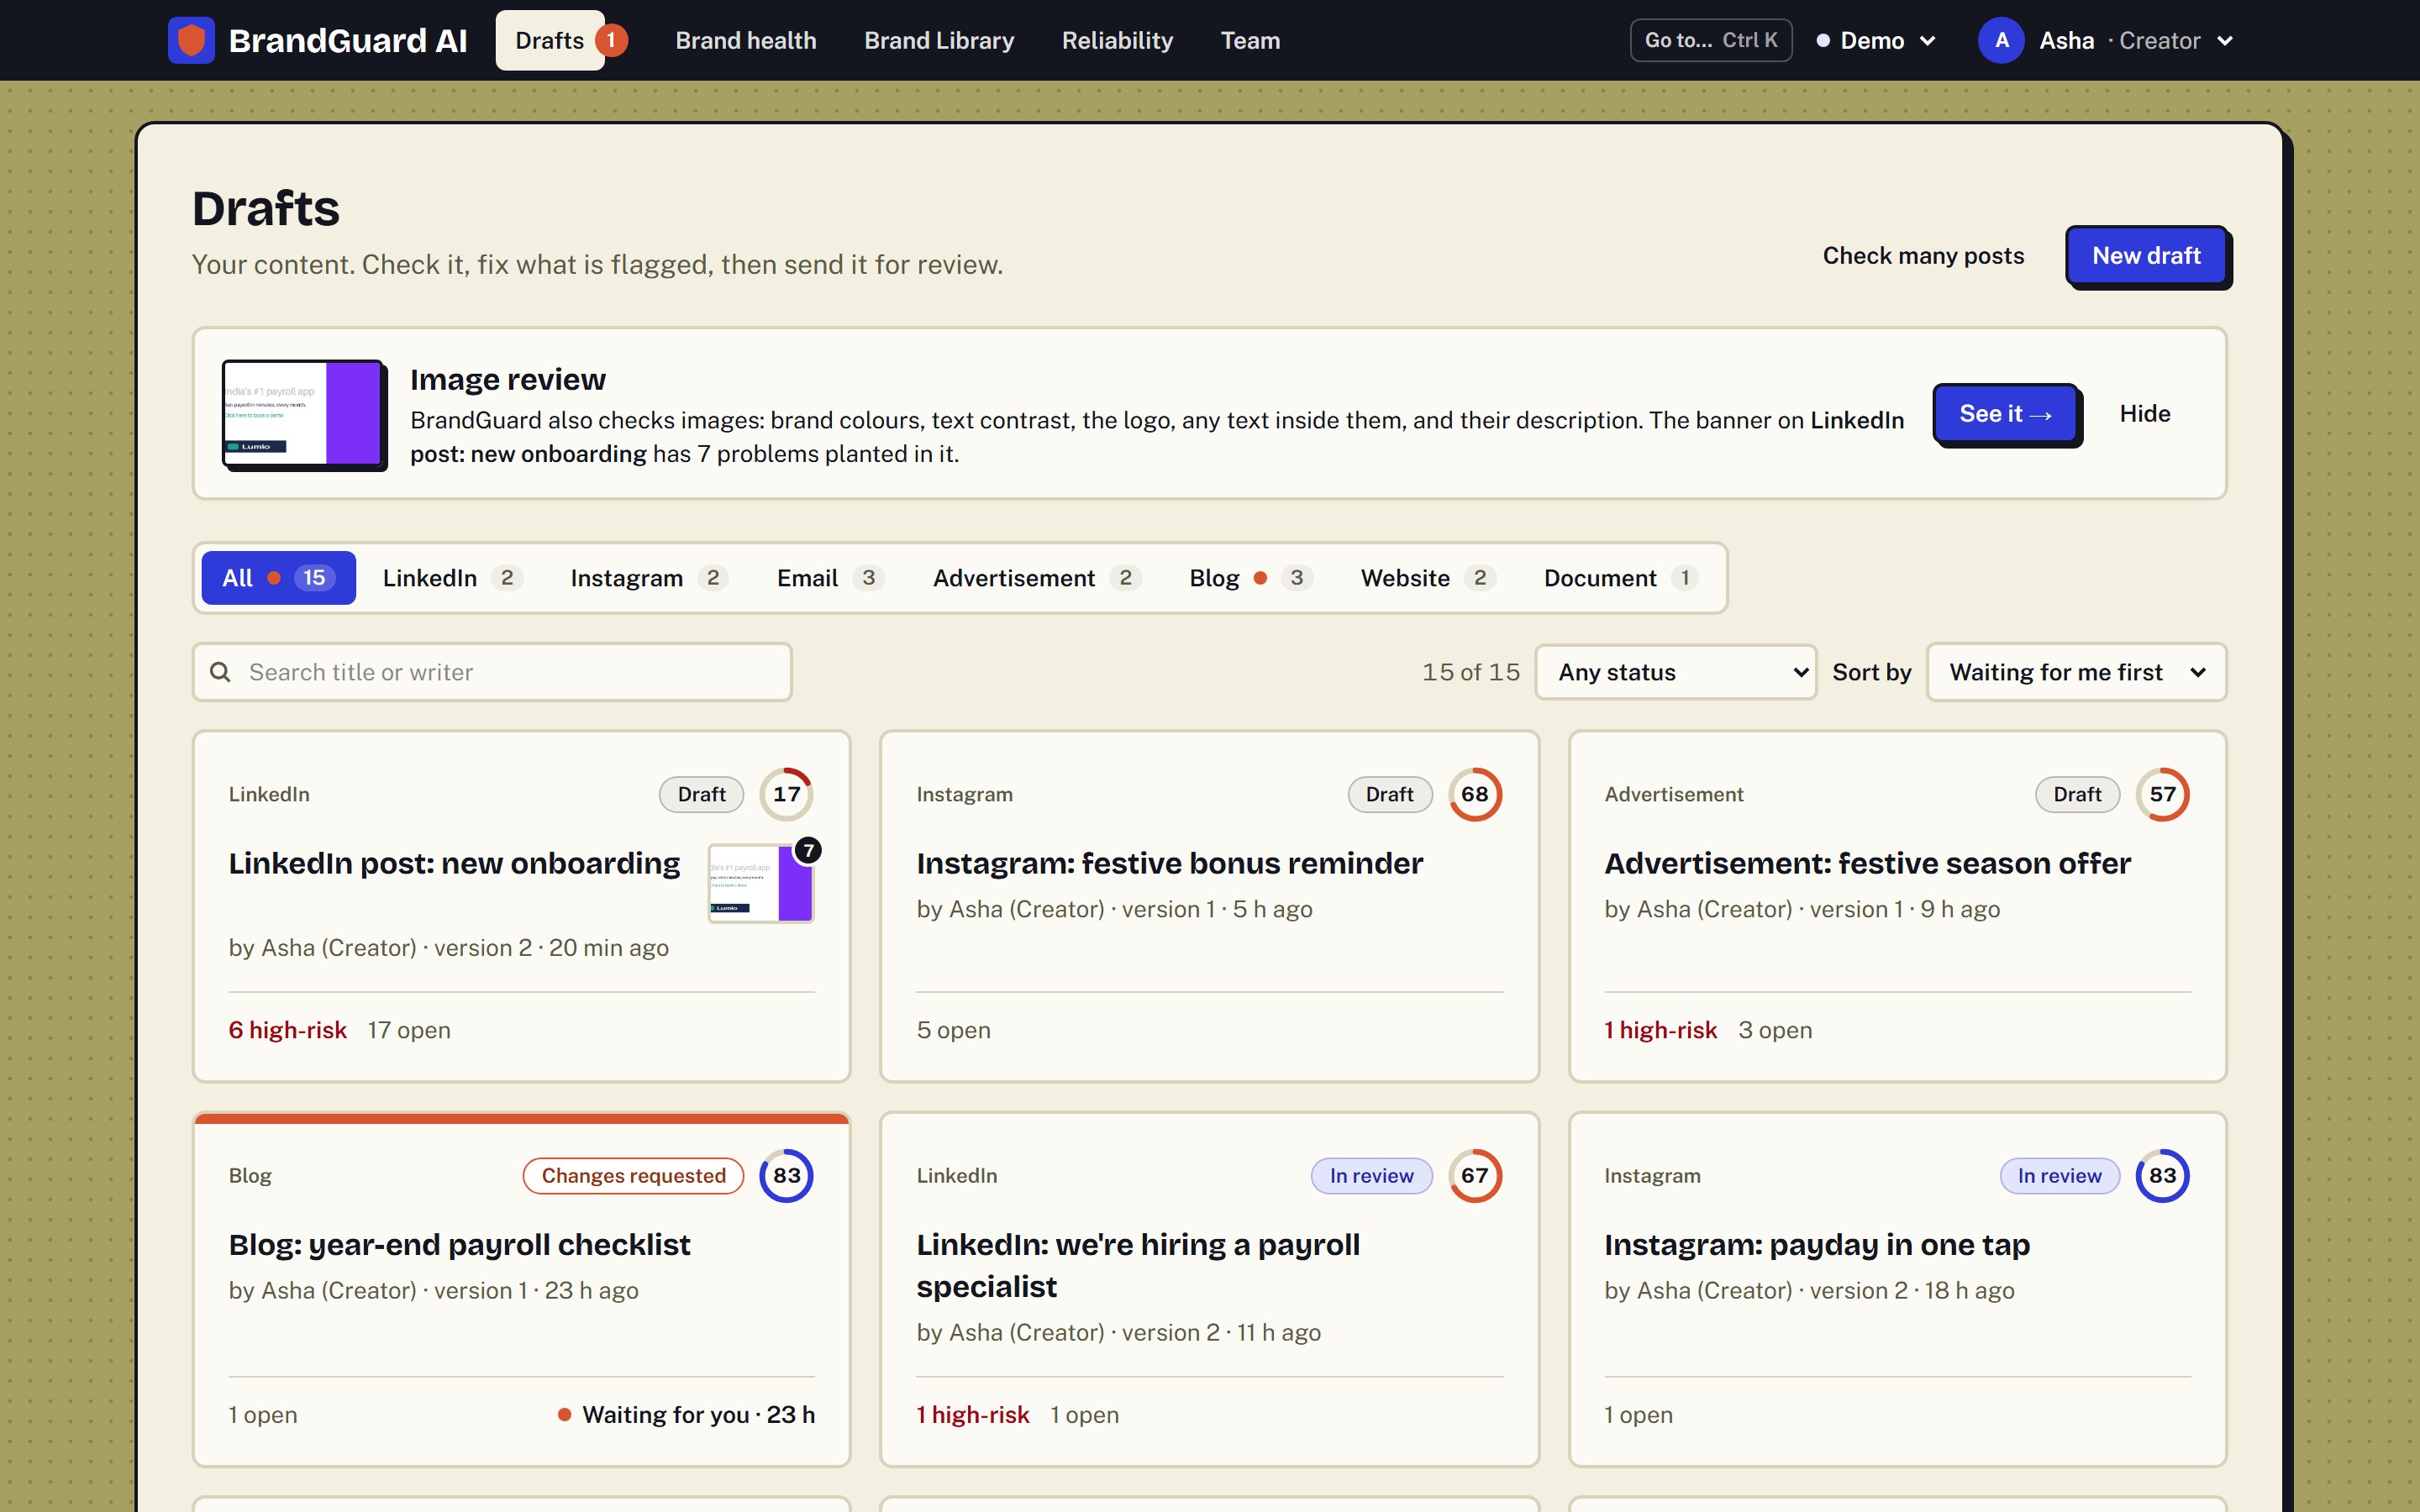 BrandGuard AI
Drafts 1
Brand health
Brand Library
Reliability
Team
Go to... Ctrl K
Demo
A Asha · Creator
Drafts
Your content. Check it, fix what is flagged, then send it for review.
Check many posts
New draft
India's #1 payroll app
Click here to book a demo
Lumio
Image review
BrandGuard also checks images: brand colours, text contrast, the logo, any text inside them, and their description. The banner on LinkedIn
post: new onboarding has 7 problems planted in it.
See it →
Hide
All 15
LinkedIn 2
Instagram 2
Email 3
Advertisement 2
Blog 3
Website 2
Document 1
Search title or writer
15 of 15
Any status
Sort by
Waiting for me first
LinkedIn
Draft
17
LinkedIn post: new onboarding
7
Lumio
by Asha (Creator) · version 2 · 20 min ago
6 high-risk 17 open
Instagram
Draft
68
Instagram: festive bonus reminder
by Asha (Creator) · version 1 · 5 h ago
5 open
Advertisement
Draft
57
Advertisement: festive season offer
by Asha (Creator) · version 1 · 9 h ago
1 high-risk 3 open
Blog
Changes requested
83
Blog: year-end payroll checklist
by Asha (Creator) · version 1 · 23 h ago
1 open
Waiting for you · 23 h
LinkedIn
In review
67
LinkedIn: we're hiring a payroll
specialist
by Asha (Creator) · version 2 · 11 h ago
1 high-risk 1 open
Instagram
In review
83
Instagram: payday in one tap
by Asha (Creator) · version 2 · 18 h ago
1 open